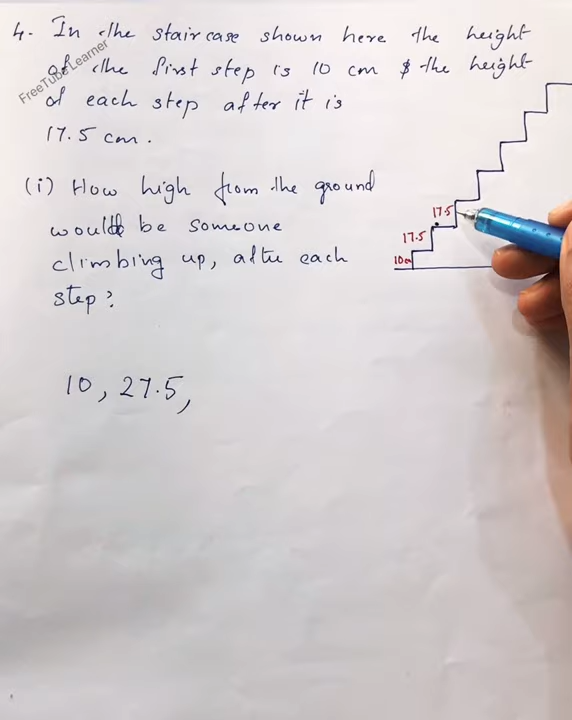 4. In the staircase shown here the height
of the first step is 10 cm & the height
of each step after it is
17.5 cm.
(i) How high from the ground
would be someone
climbing up, after each
step?
10, 27.5,
17.5
17.5
10cm
FreeTube Learner